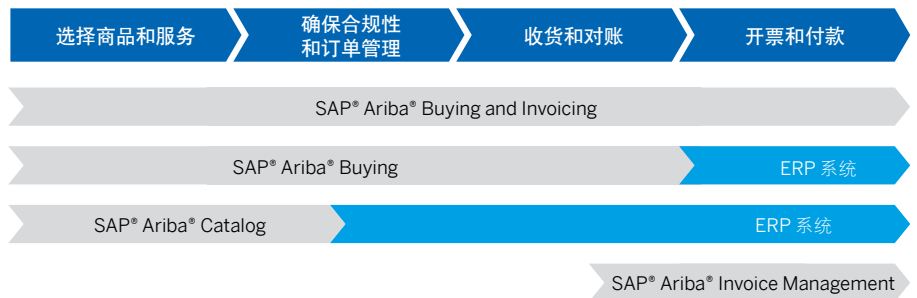 选择商品和服务
确保合规性
和订单管理
收货和对账
开票和付款
SAP® Ariba® Buying and Invoicing
SAP® Ariba® Buying
ERP 系统
SAP® Ariba® Catalog
ERP 系统
SAP® Ariba® Invoice Management